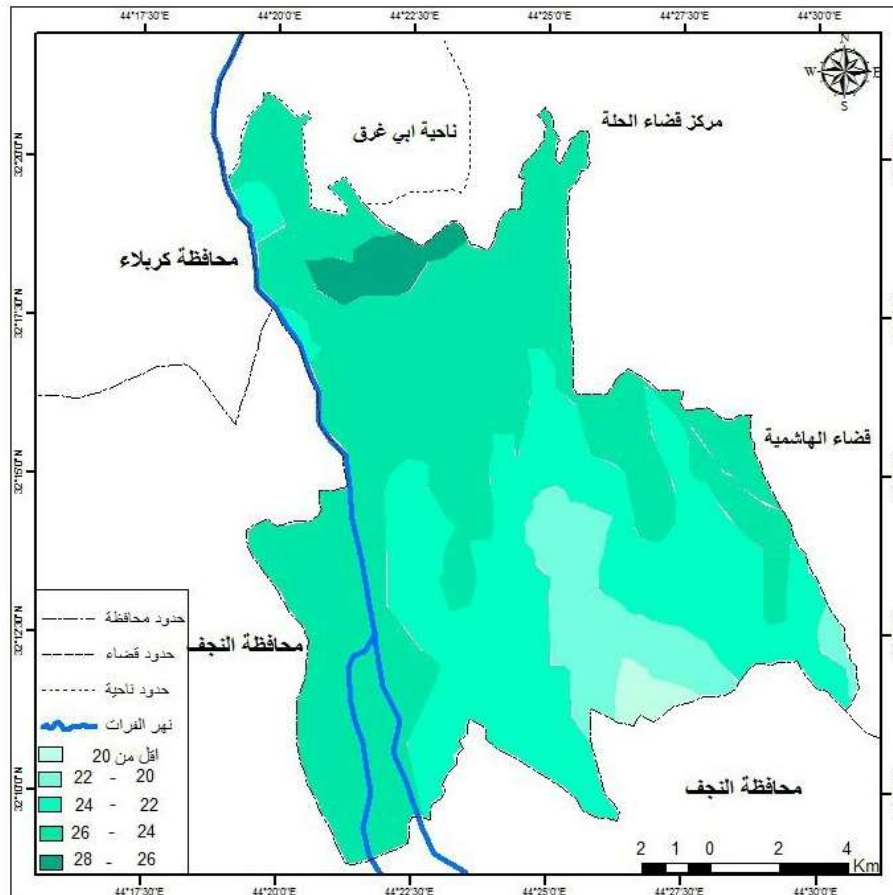 44°17'30"E 44°20'0"E 44°22'30"E 44°25'0"E 44°27'30"E 44°30'0"E
N
W E
S
مركز قضاء الحلة
ناحية ابي غرق
32°20'0"N
محافظة كربلاء
32°17'30"N
قضاء الهاشمية
32°15'0"N
32°12'30"N
محافظة النجف
حدود محافظة
حدود قضاء
حدود ناحية
نهر الفرات
اقل من 20
22 - 20
24 - 22
26 - 24
28 - 26
32°10'0"N
محافظة النجف
2 1 0 2 4
Km
44°17'30"E 44°20'0"E 44°22'30"E 44°25'0"E 44°27'30"E 44°30'0"E